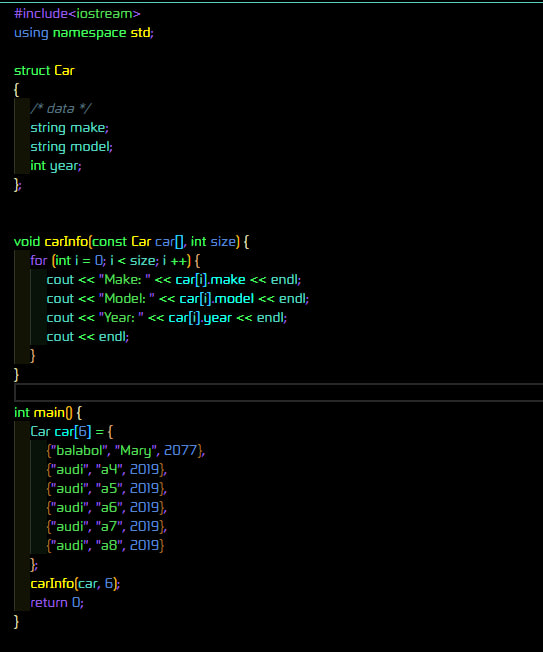 #include<iostream>
using namespace std;

struct Car
{
    /* data */
    string make;
    string model;
    int year;
};


void carInfo(const Car car[], int size) {
    for (int i = 0; i < size; i ++) {
        cout << "Make: " << car[i].make << endl;
        cout << "Model: " << car[i].model << endl;
        cout << "Year: " << car[i].year << endl;
        cout << endl;
    }
}

int main() {
    Car car[6] = {
        {"balabol", "Mary", 2077},
        {"audi", "a4", 2019},
        {"audi", "a5", 2019},
        {"audi", "a6", 2019},
        {"audi", "a7", 2019},
        {"audi", "a8", 2019}
    };
    carInfo(car, 6);
    return 0;
}